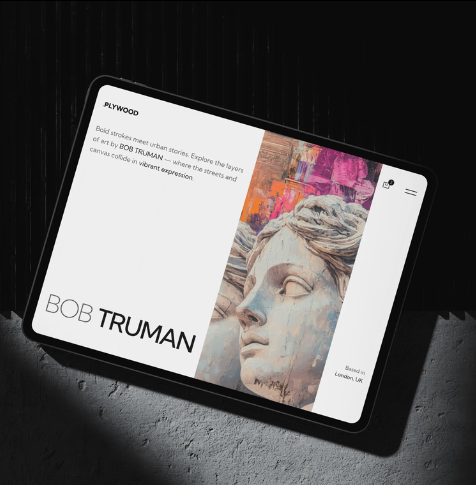 PLYWOOD
Bold strokes meet urban stories. Explore the layers
of art by BOB TRUMAN — where the streets and
canvas collide in vibrant expression.
BOB TRUMAN
Based in
London, UK